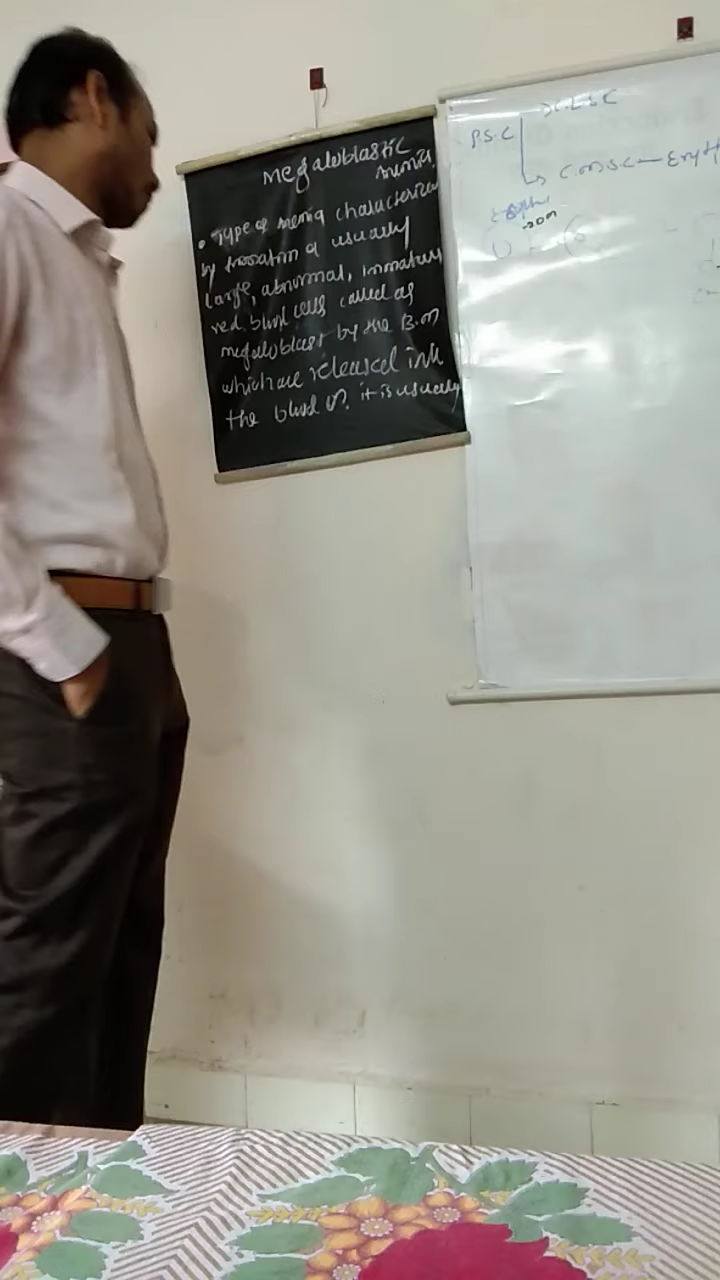 Megaloblastic
Anemia.
• Type of Anemia characterized
by formation of usually
large, abnormal, immature
red blood cells called as
megaloblast by the B.M
which are released into
the blood it is usually
P.S.C
C.M.S.C